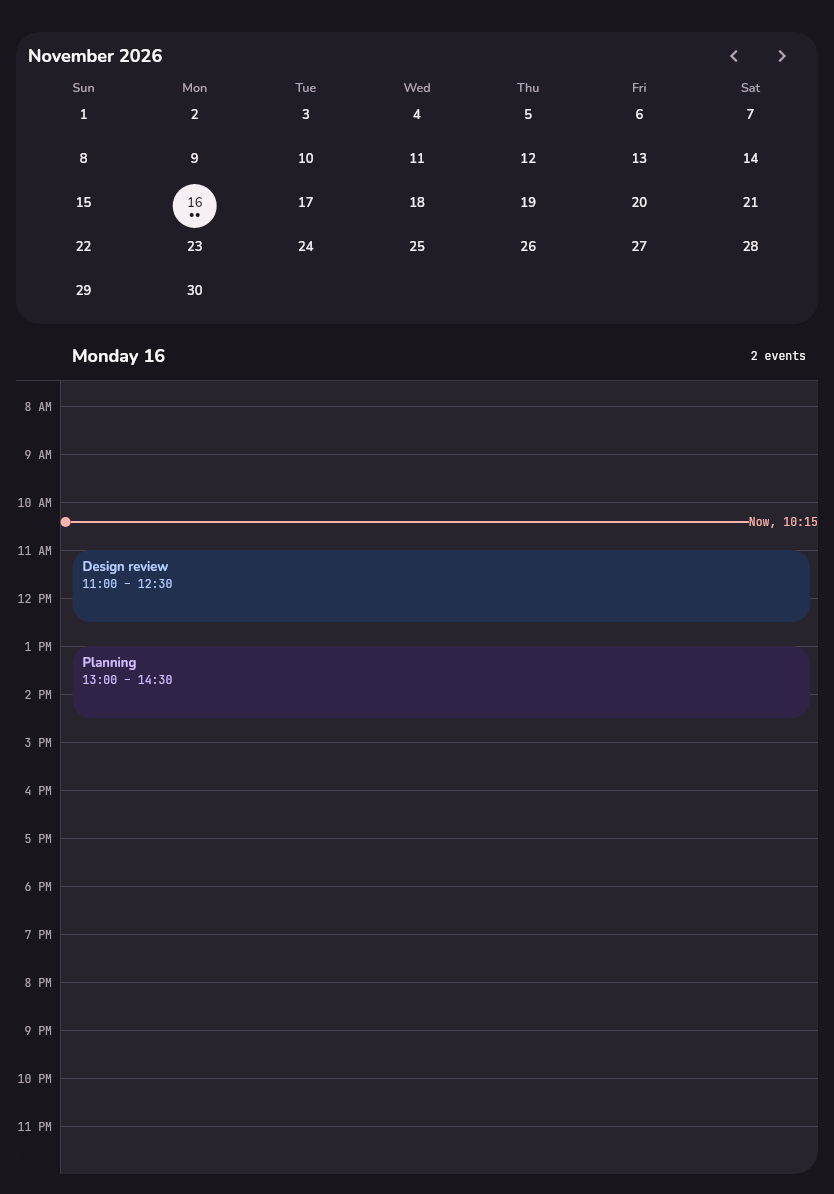 November 2026
Sun Mon Tue Wed Thu Fri Sat
1 2 3 4 5 6 7
8 9 10 11 12 13 14
15 16 17 18 19 20 21
22 23 24 25 26 27 28
29 30
Monday 16 2 events
8 AM
9 AM
10 AM
Now, 10:15
11 AM
Design review
11:00 – 12:30
12 PM
1 PM
Planning
13:00 – 14:30
2 PM
3 PM
4 PM
5 PM
6 PM
7 PM
8 PM
9 PM
10 PM
11 PM